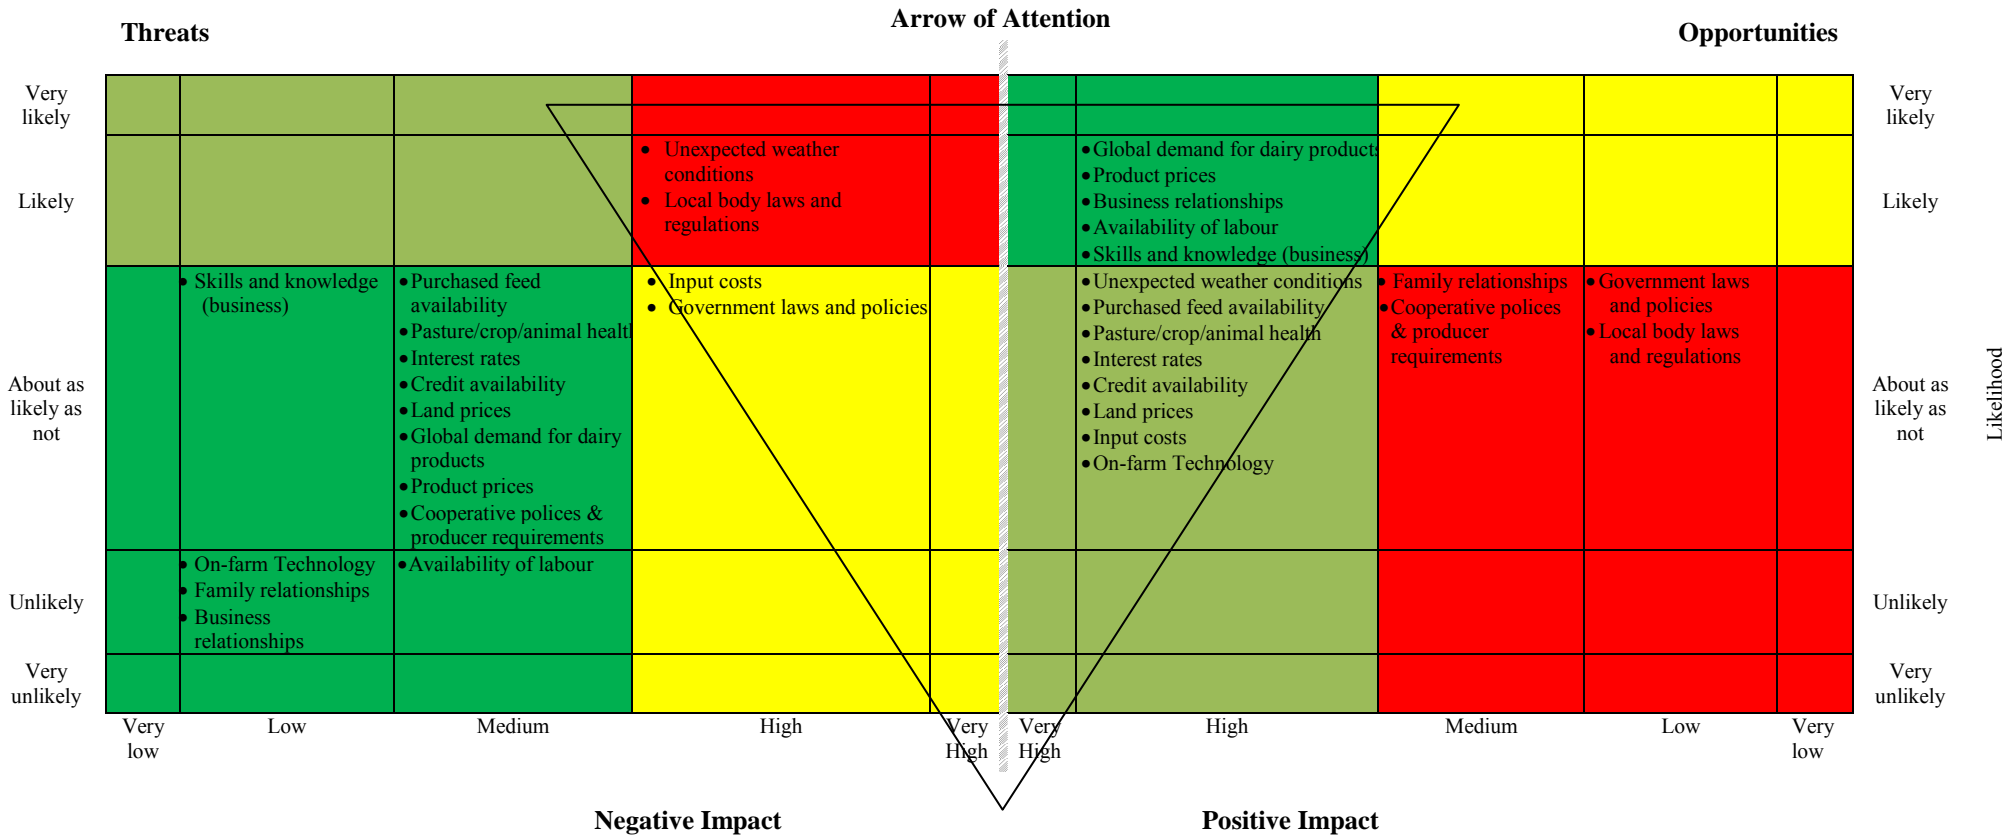 Arrow of Attention
Threats
Opportunities
Very
likely
Very
likely
Likely
• Unexpected weather
conditions
• Local body laws and
regulations
• Global demand for dairy products
• Product prices
• Business relationships
• Availability of labour
• Skills and knowledge (business)
Likely
About as
likely as
not
• Skills and knowledge
(business)
• Purchased feed
availability
• Pasture/crop/animal health
• Interest rates
• Credit availability
• Land prices
• Global demand for dairy
products
• Product prices
• Cooperative polices &
producer requirements
• Input costs
• Government laws and policies
• Unexpected weather conditions
• Purchased feed availability
• Pasture/crop/animal health
• Interest rates
• Credit availability
• Land prices
• Input costs
• On-farm Technology
• Family relationships
• Cooperative polices
& producer
requirements
• Government laws
and policies
• Local body laws
and regulations
About as
likely as
not
Likelihood
Unlikely
• On-farm Technology
• Family relationships
• Business
relationships
• Availability of labour
Unlikely
Very
unlikely
Very
unlikely
Very
low
Low
Medium
High
Very
High
Very
High
High
Medium
Low
Very
low
Negative Impact
Positive Impact